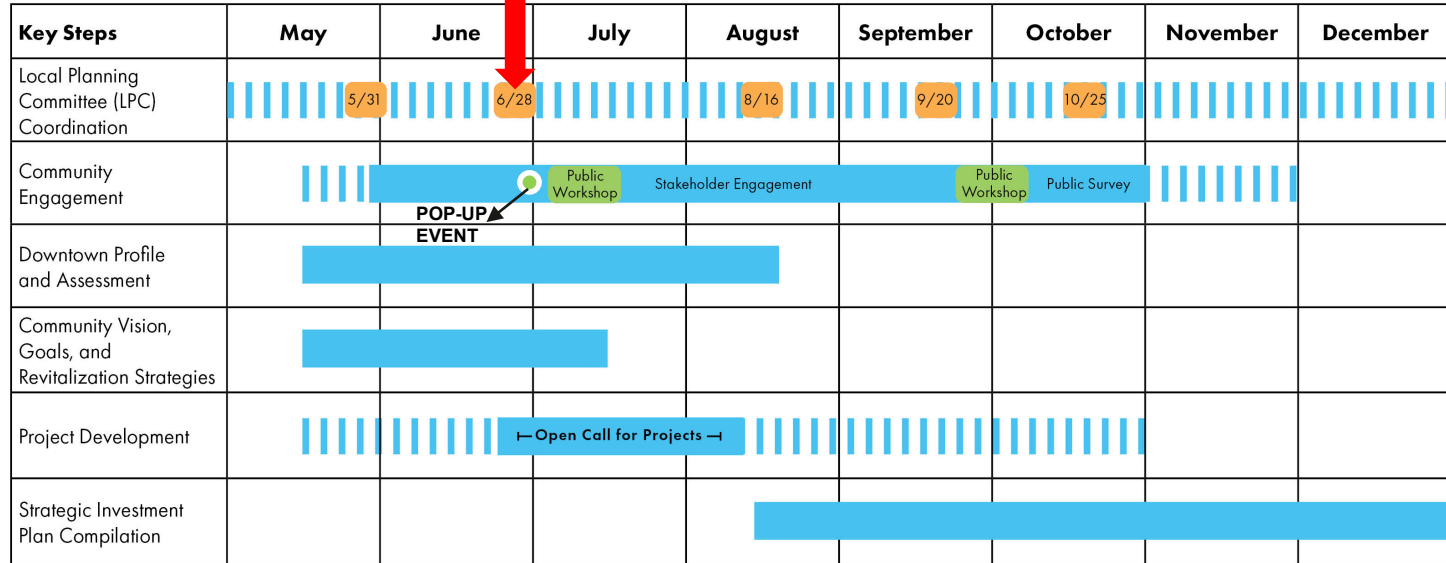 Key Steps
May
June
July
August
September
October
November
December
Local Planning
Committee (LPC)
Coordination
5/31
6/28
8/16
9/20
10/25
Community
Engagement
Public
Workshop
Stakeholder Engagement
Public
Workshop
Public Survey
POP-UP
EVENT
Downtown Profile
and Assessment
Community Vision,
Goals, and
Revitalization Strategies
Project Development
Open Call for Projects
Strategic Investment
Plan Compilation